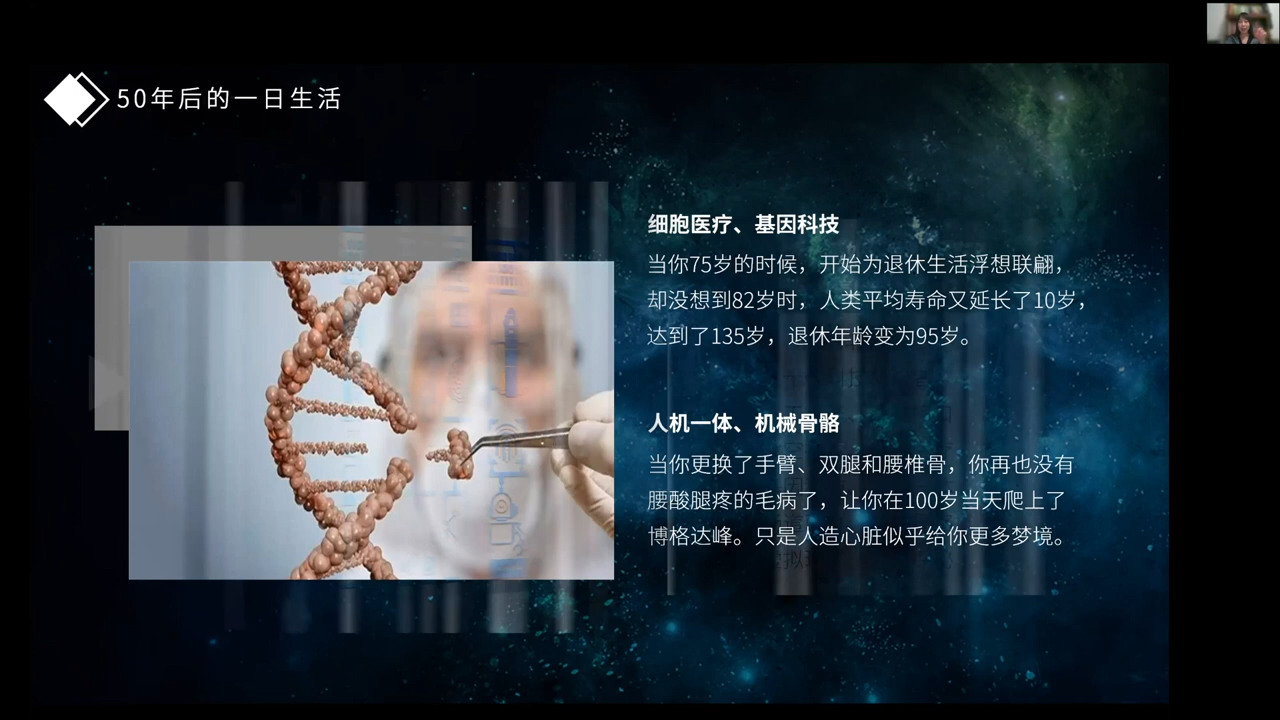 50年后的一日生活
细胞医疗、基因科技
当你75岁的时候，开始为退休生活浮想联翩，
却没想到82岁时，人类平均寿命又延长了10岁，
达到了135岁，退休年龄变为95岁。
人机一体、机械骨骼
当你更换了手臂、双腿和腰椎骨，你再也没有
腰酸腿疼的毛病了，让你在100岁当天爬上了
博格达峰。只是人造心脏似乎给你更多梦境。